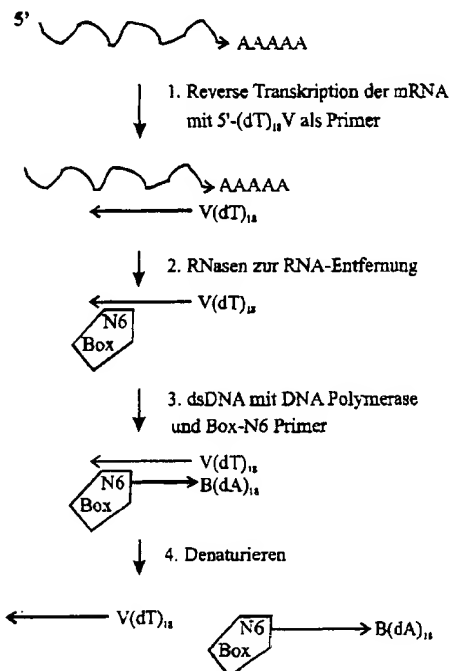 5'
AAAAA
1. Reverse Transkription der mRNA
mit 5'-(dT)₁₈V als Primer
AAAAA
V(dT)₁₈
2. RNasen zur RNA-Entfernung
V(dT)₁₈
N6
Box
3. dsDNA mit DNA Polymerase
und Box-N6 Primer
V(dT)₁₈
N6
B(dA)₁₈
Box
4. Denaturieren
V(dT)₁₈
N6
B(dA)₁₈
Box